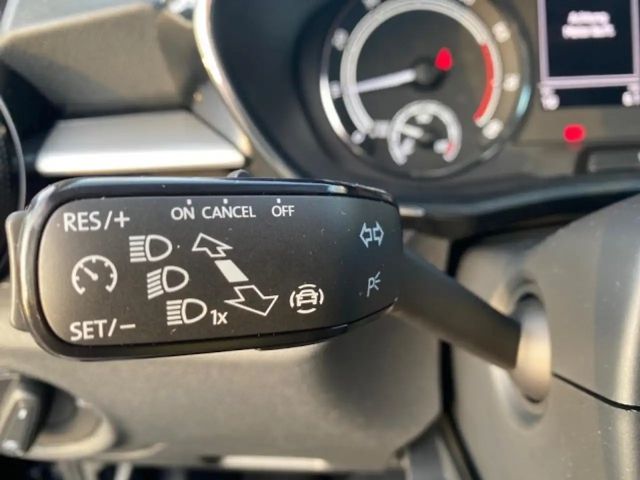 ON CANCEL OFF
RES/+
1x
SET/-